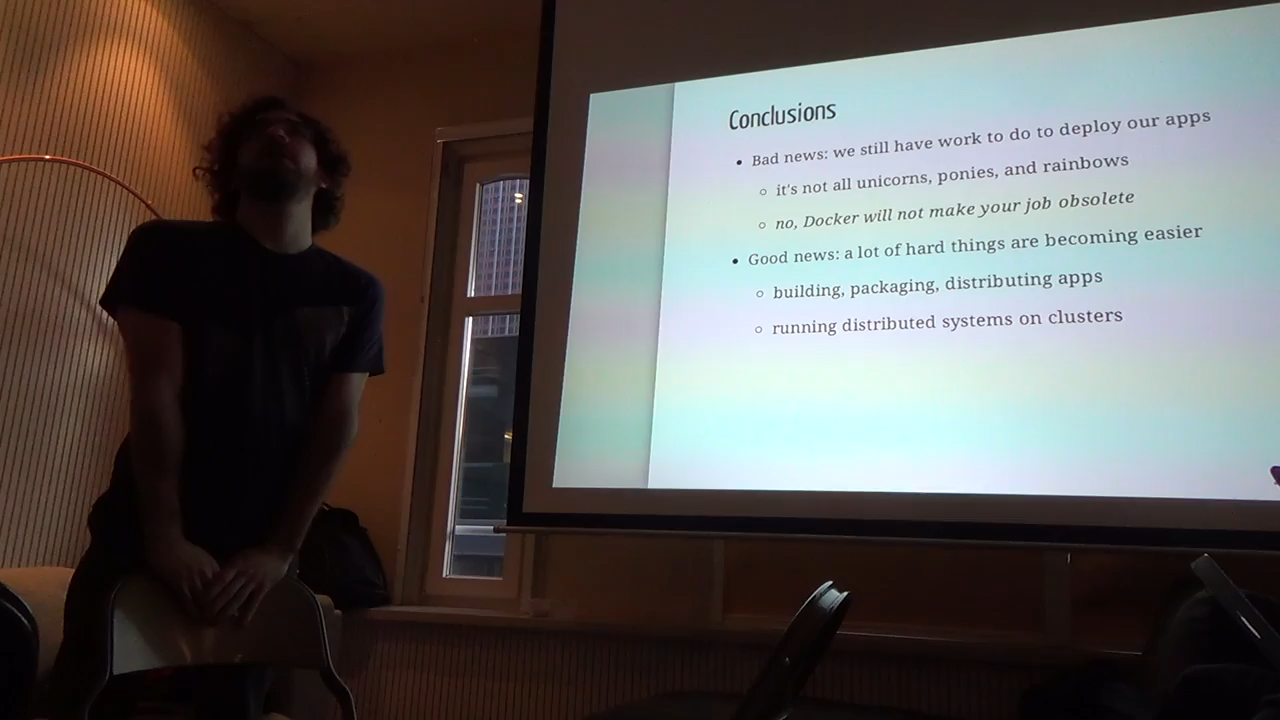 Conclusions
• Bad news: we still have work to do to deploy our apps
○ it's not all unicorns, ponies, and rainbows
○ no, Docker will not make your job obsolete
• Good news: a lot of hard things are becoming easier
○ building, packaging, distributing apps
○ running distributed systems on clusters